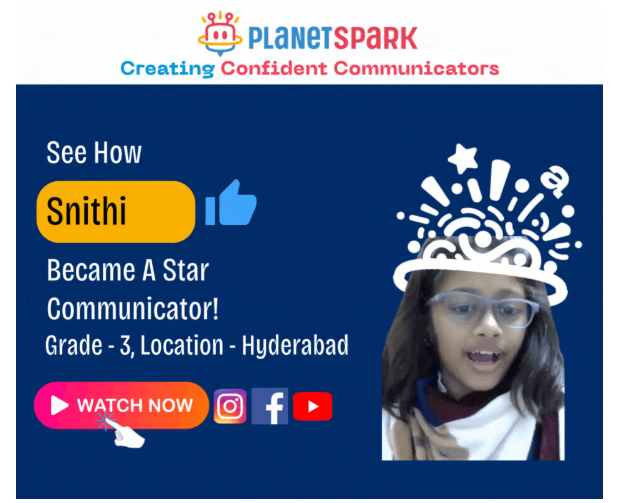 PLANETSPARK
Creating Confident Communicators
See How
Snithi
Became A Star
Communicator!
Grade - 3, Location - Hyderabad
WATCH NOW
a
f